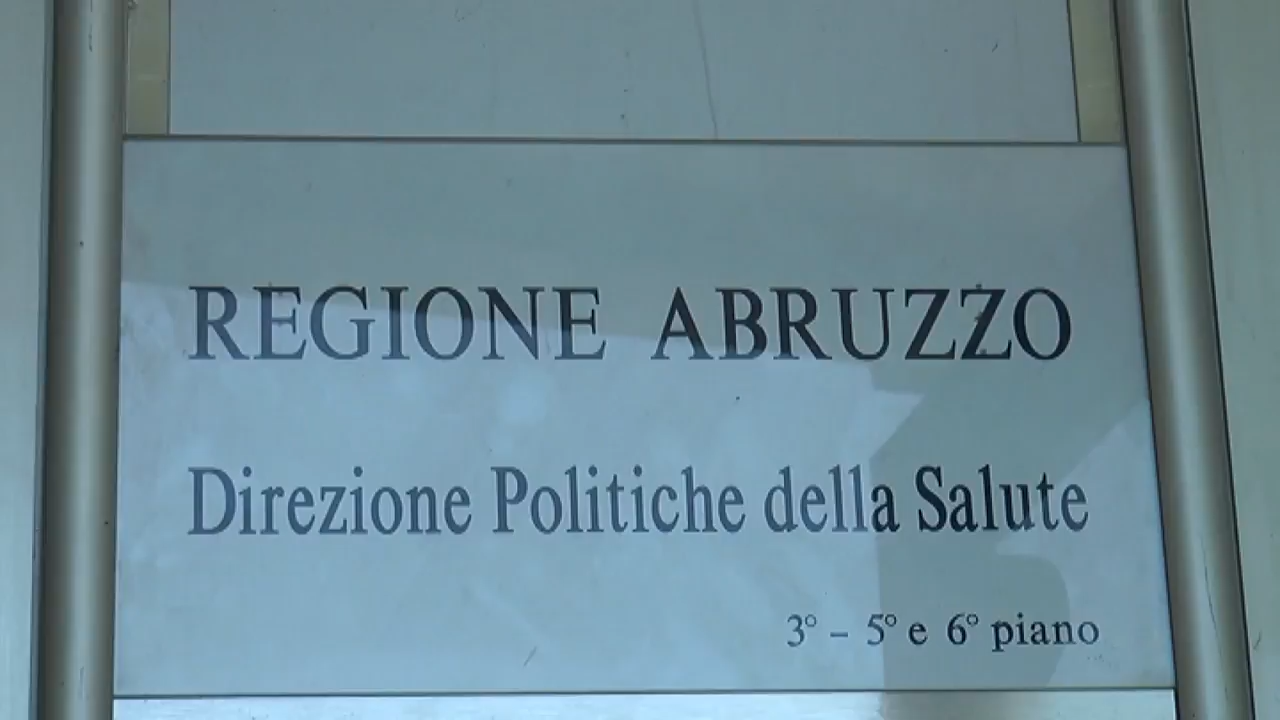 REGIONE ABRUZZO
Direzione Politiche della Salute
3° - 5° e 6° piano